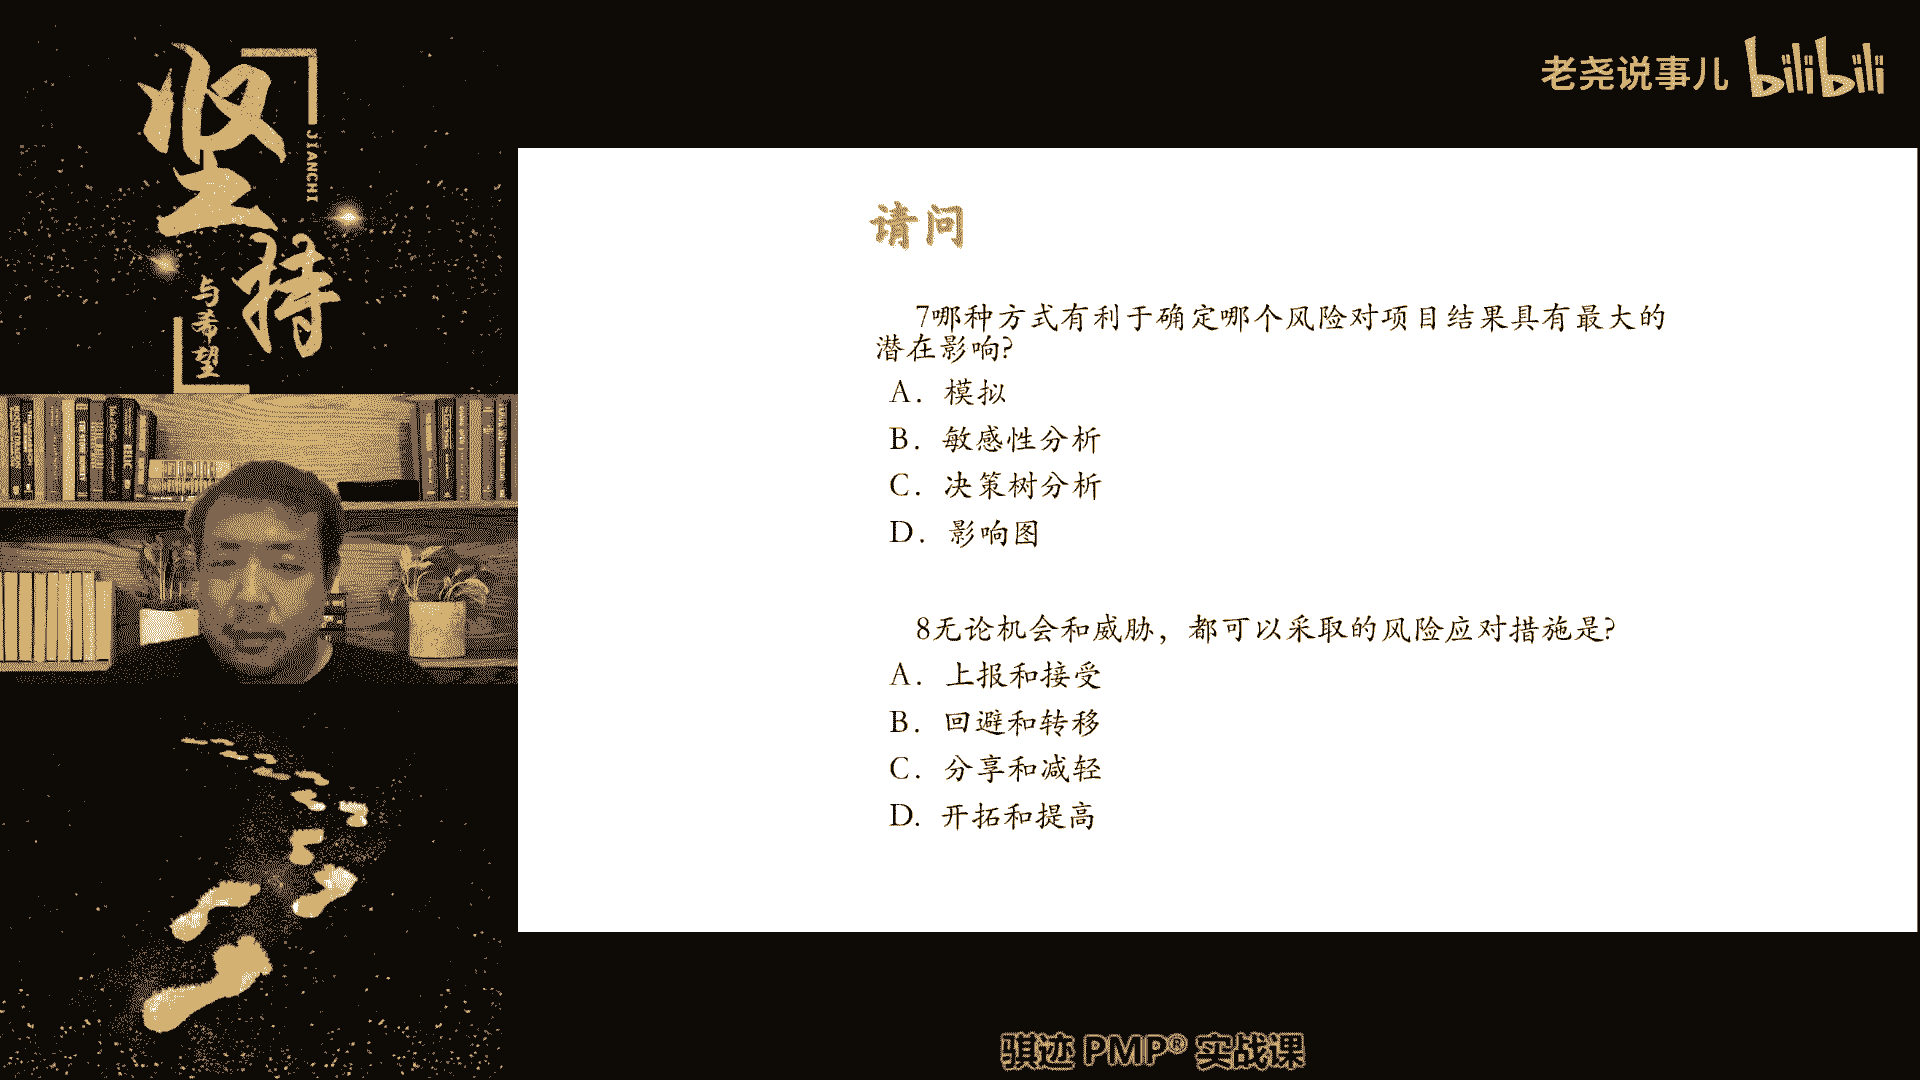 坚持
JIANCHI
与希望
老尧说事儿 bilibili
请问
7哪种方式有利于确定哪个风险对项目结果具有最大的
潜在影响?
A. 模拟
B. 敏感性分析
C. 决策树分析
D. 影响图
8无论机会和威胁，都可以采取的风险应对措施是?
A. 上报和接受
B. 回避和转移
C. 分享和减轻
D. 开拓和提高
骐迹 PMP® 实战课